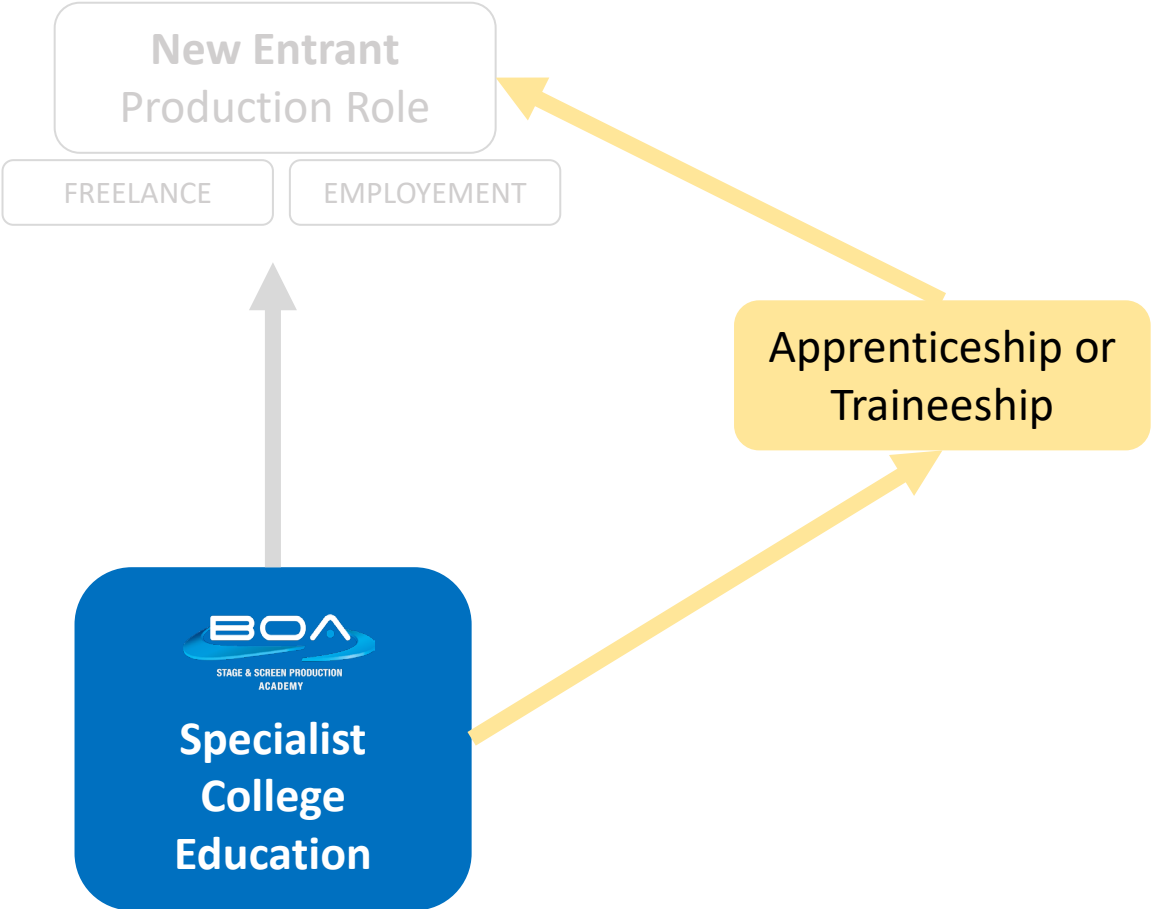 New Entrant
Production Role
FREELANCE
EMPLOYEMENT
Apprenticeship or
Traineeship
BOA
STAGE & SCREEN PRODUCTION
ACADEMY
Specialist
College
Education